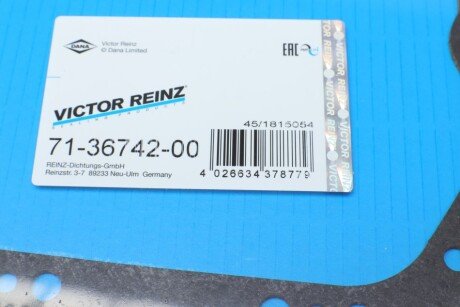 DANA
Victor Reinz
© Dana Limited
EAC
VICTOR REINZ
45/1815054
71-36742-00
REINZ-Dichtungs-GmbH
Reinzstr. 3-7 89233 Neu-Ulm Germany
4 026634 378779